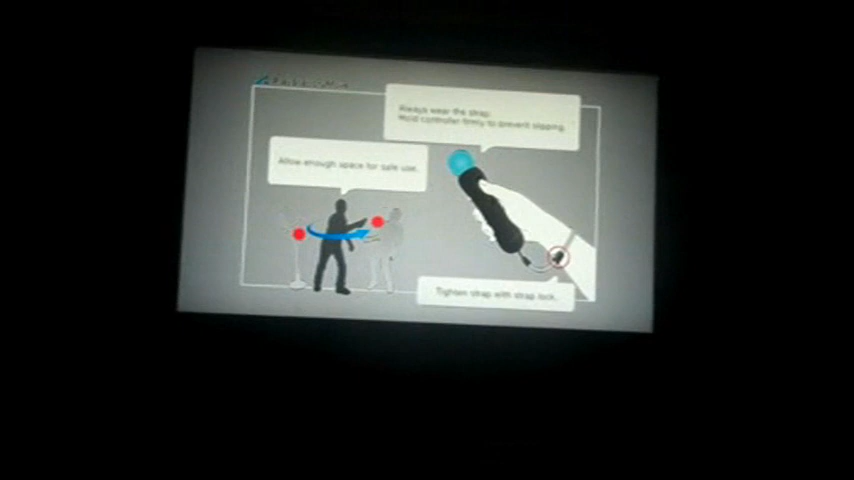 Always wear the strap.
Hold controller firmly to prevent slipping.
Allow enough space for safe use.
Tighten strap with strap lock.